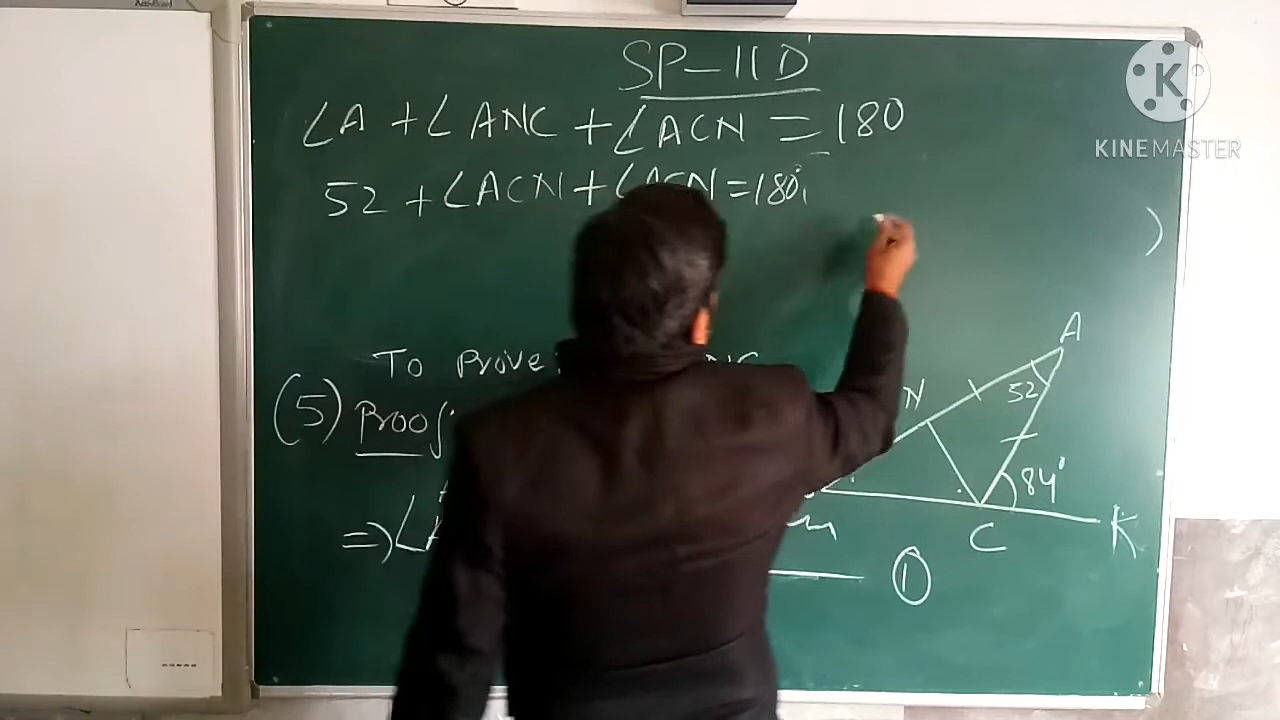 SP-11D
∠A + ∠ANC + ∠ACN = 180
52 + ∠ACN + ∠ACN = 180°
To Prove:
(5) Proof
⇒ ∠
A
N
52
84°
C
K
①
K
KINEMASTER